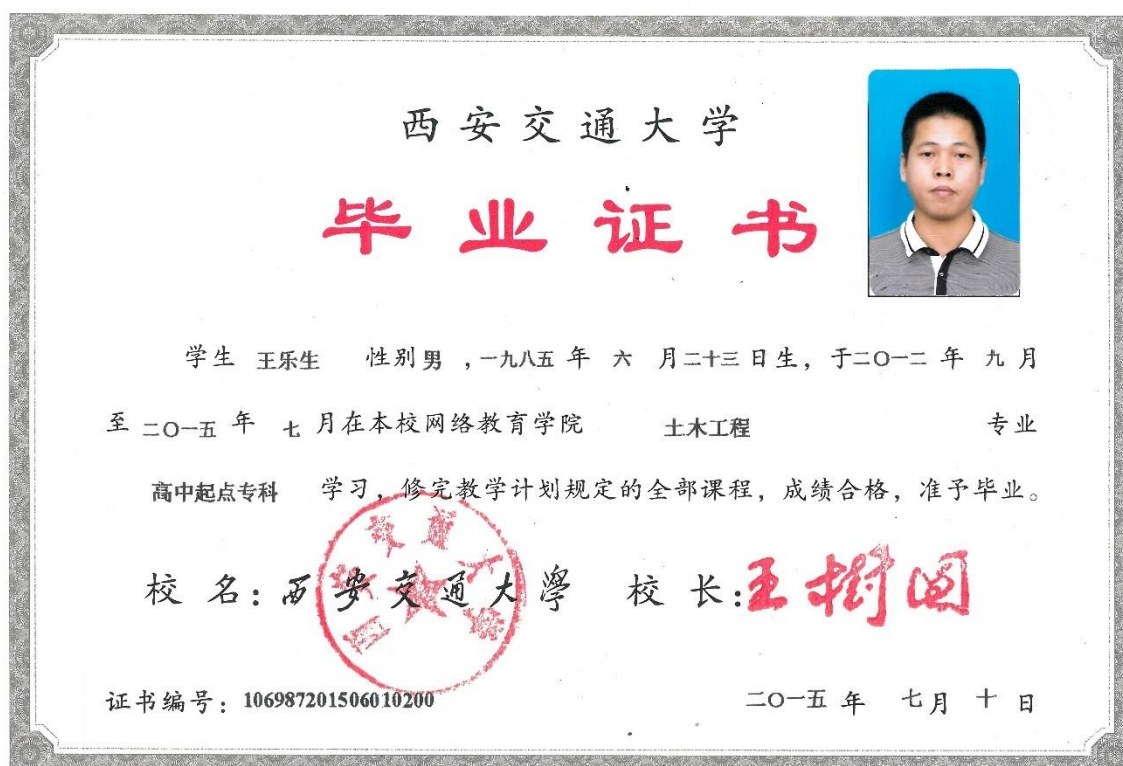 西安交通大学
毕业证书
学生 王乐生 性别男 ,一九八五 年 六 月二十三日生，于二〇一二 年 九 月
至 二〇一五 年 七 月在本校网络教育学院 土木工程 专业
高中起点专科 学习，修完教学计划规定的全部课程，成绩合格，准予毕业。
校 名：西安交通大學 校 长：王树国
证书编号：106987201506010200 二〇一五 年 七月 十 日